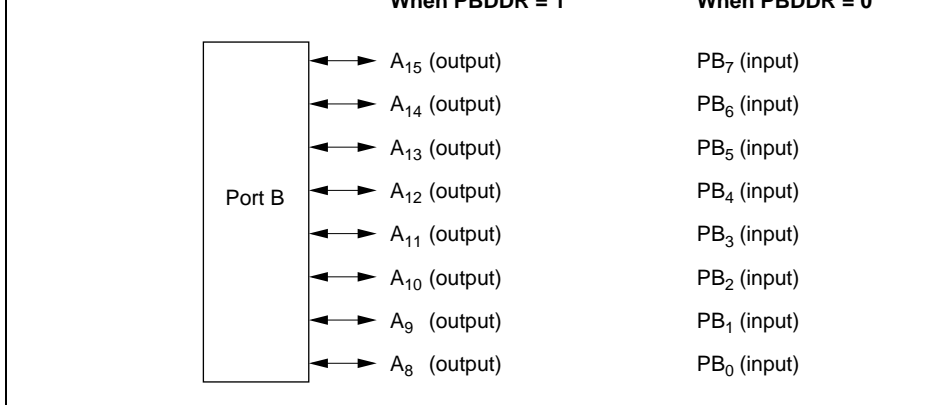 When PBDDR = 1 When PBDDR = 0
A15 (output) PB7 (input)
A14 (output) PB6 (input)
A13 (output) PB5 (input)
Port B A12 (output) PB4 (input)
A11 (output) PB3 (input)
A10 (output) PB2 (input)
A9 (output) PB1 (input)
A8 (output) PB0 (input)